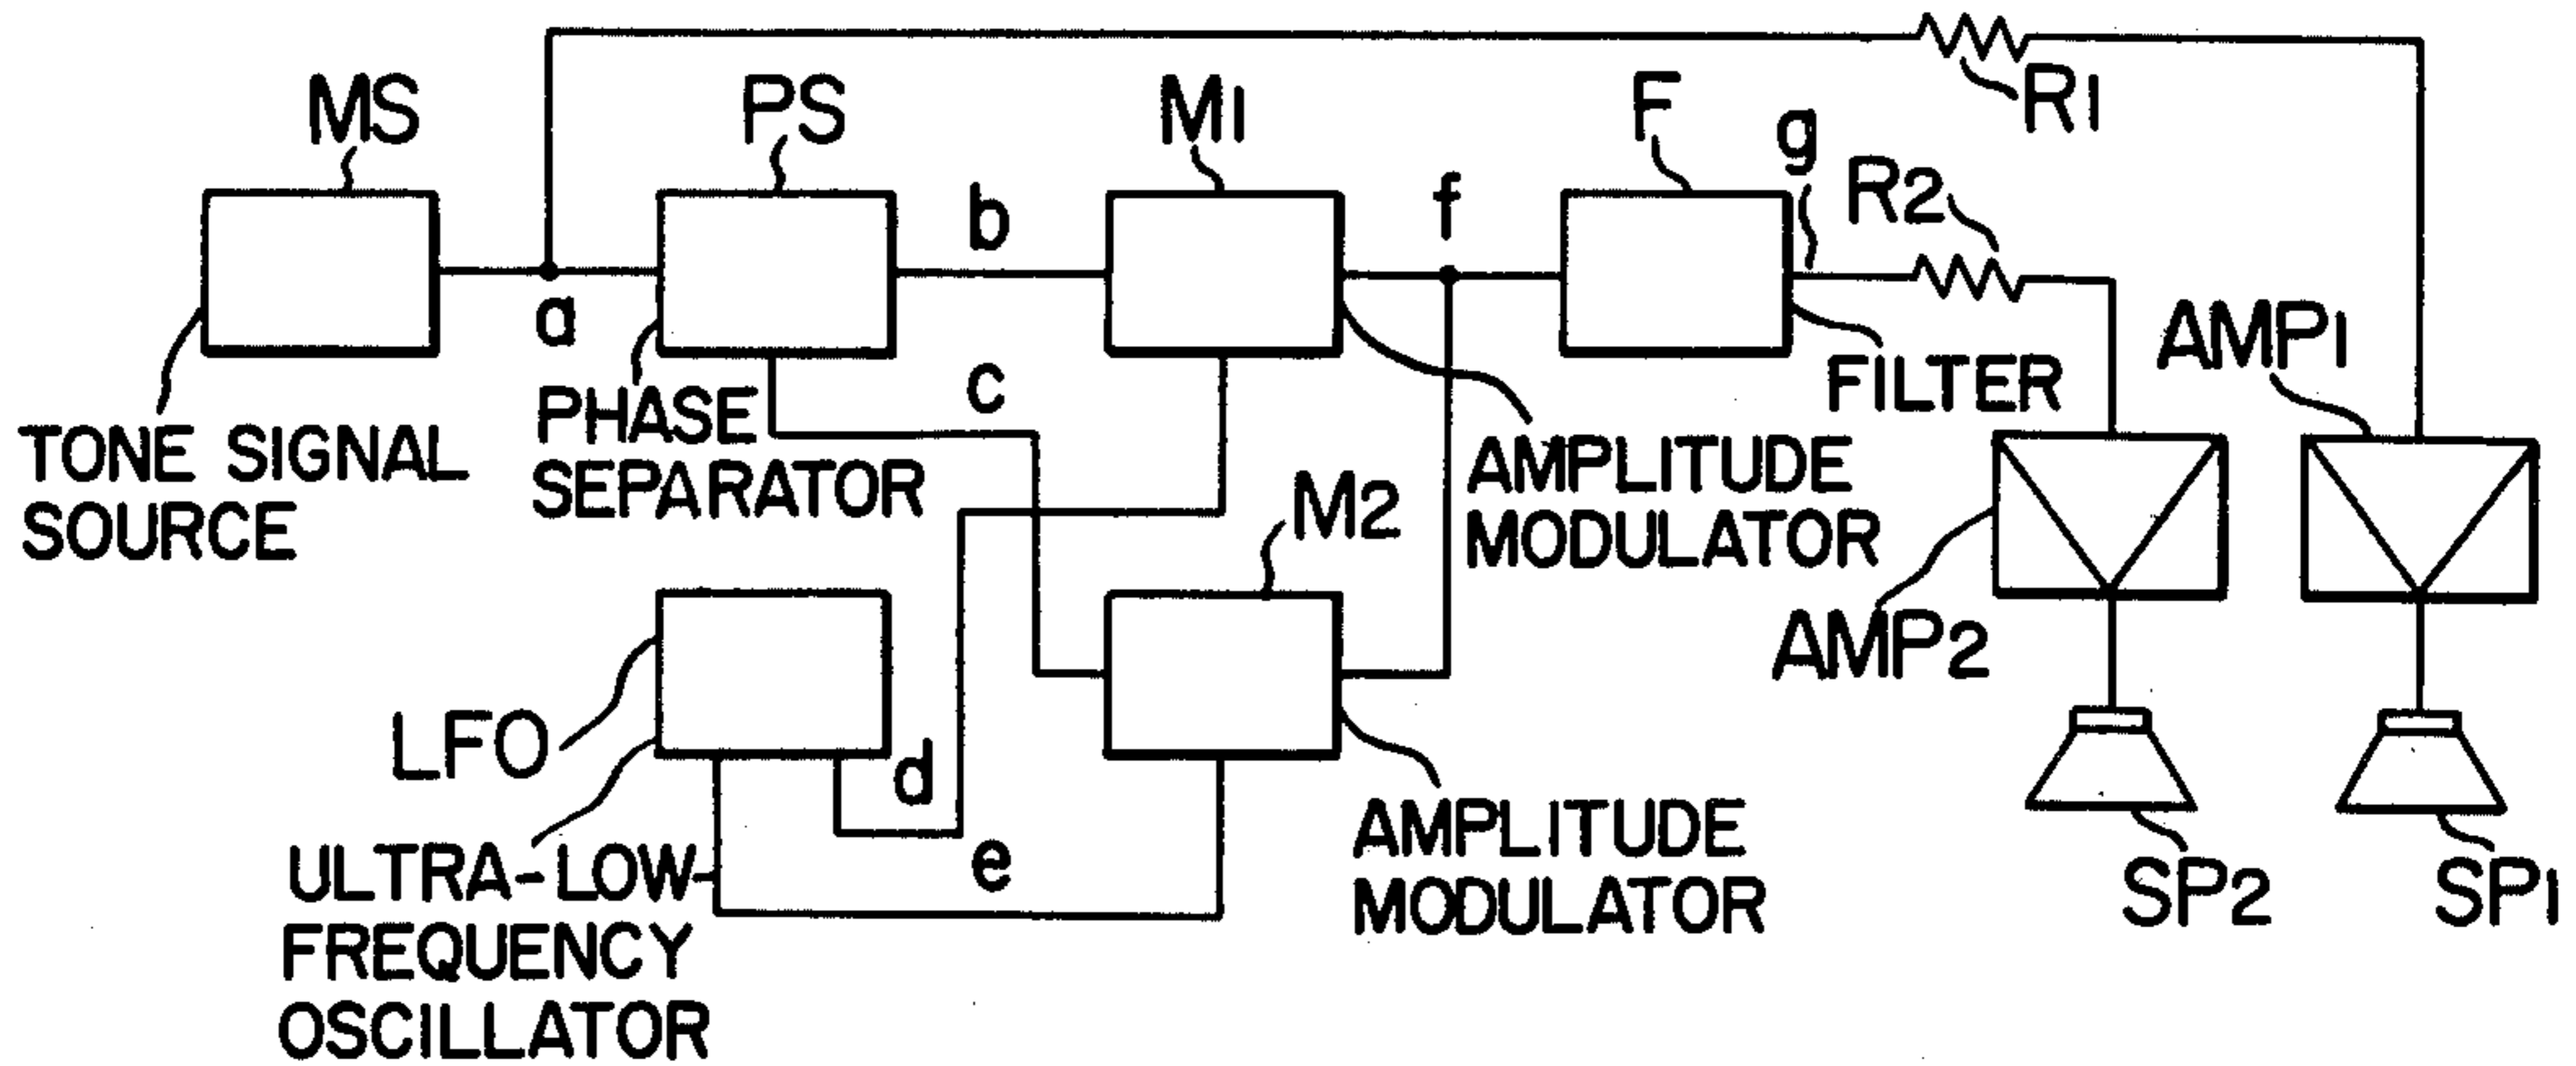 MS
PS
M1
F
g
R1
R2
b
f
a
AMP1
c
FILTER
PHASE
SEPARATOR
TONE SIGNAL
SOURCE
AMPLITUDE
MODULATOR
M2
AMP2
LFO
d
e
ULTRA-LOW
FREQUENCY
OSCILLATOR
AMPLITUDE
MODULATOR
SP2
SP1